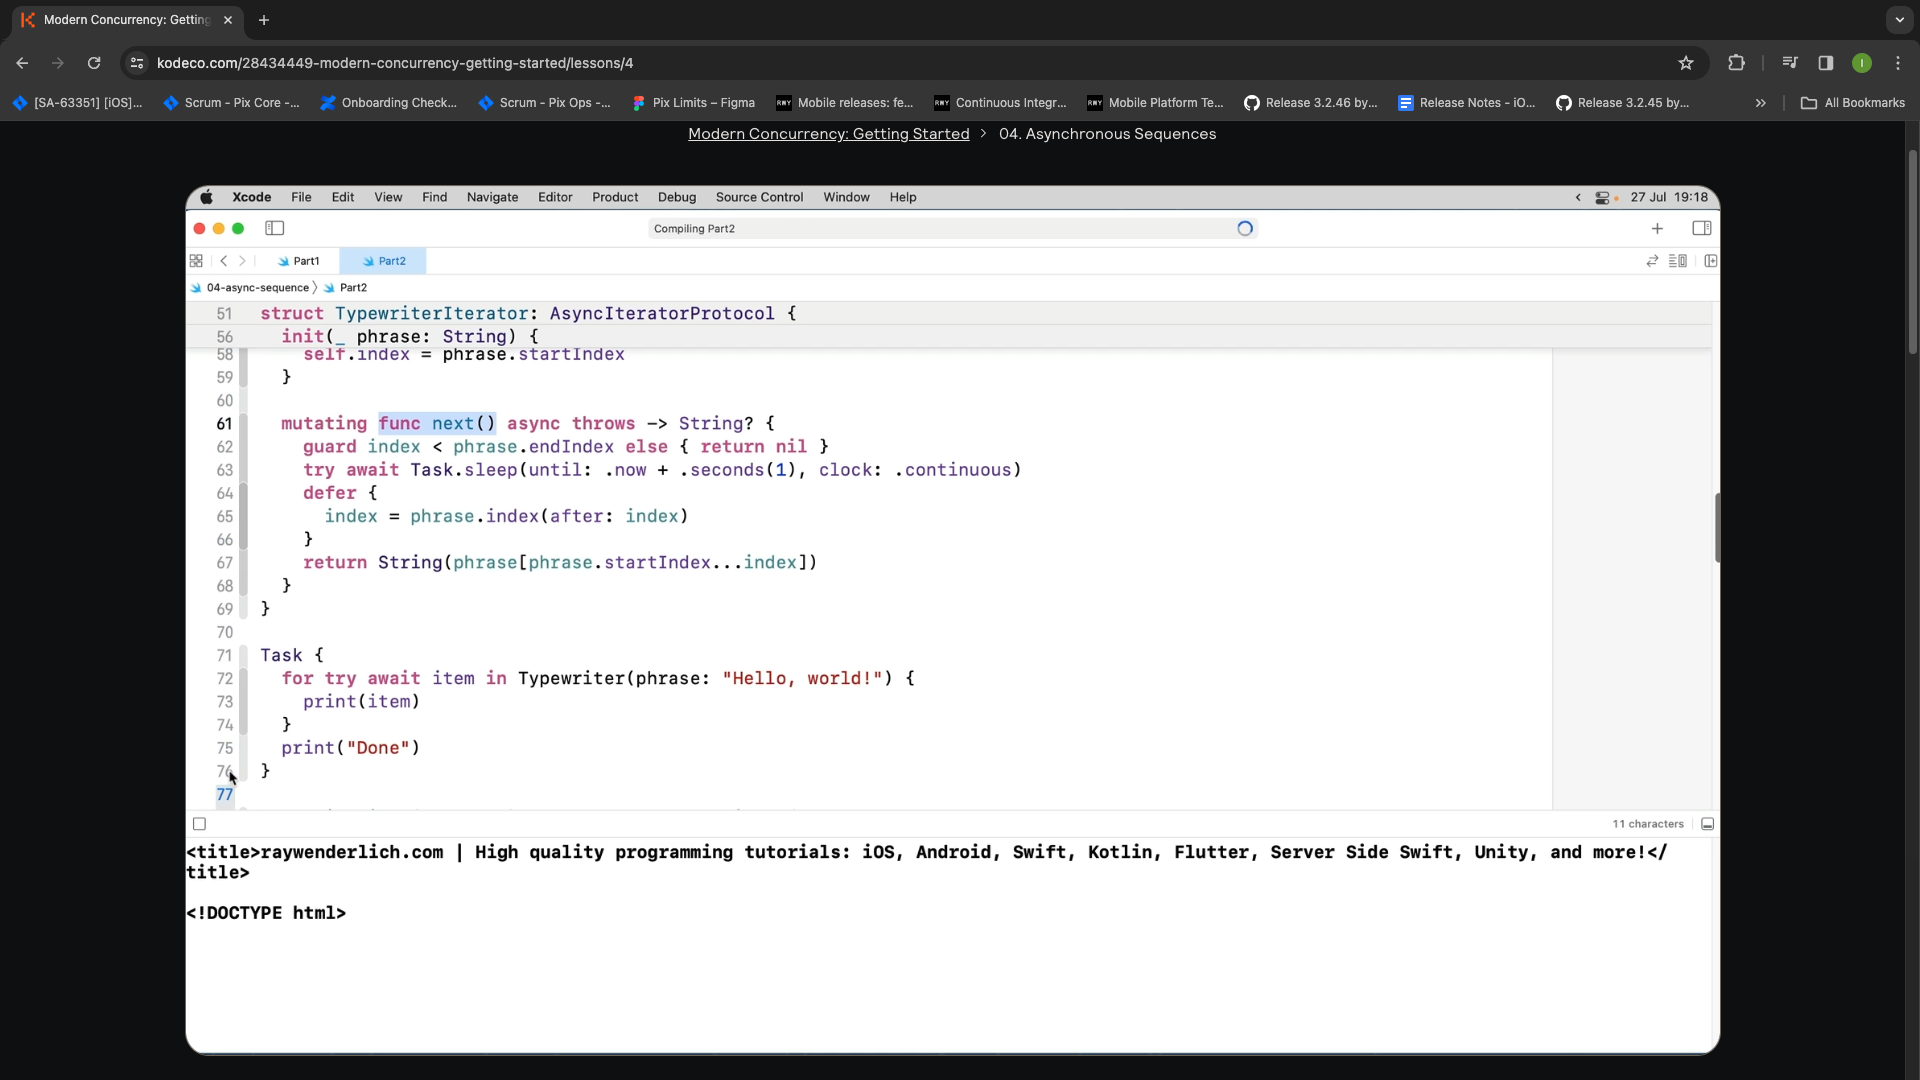 Modern Concurrency: Getting
kodeco.com/28434449-modern-concurrency-getting-started/lessons/4
I
[SA-63351] [iOS]...
Scrum - Pix Core -...
Onboarding Check...
Scrum - Pix Ops -...
Pix Limits – Figma
Mobile releases: fe...
Continuous Integr...
Mobile Platform Te...
Release 3.2.46 by...
Release Notes - iO...
Release 3.2.45 by...
All Bookmarks
Modern Concurrency: Getting Started > 04. Asynchronous Sequences
Xcode File Edit View Find Navigate Editor Product Debug Source Control Window Help
27 Jul 19:18
Compiling Part2
Part1 Part2
04-async-sequence Part2
51 struct TypewriterIterator: AsyncIteratorProtocol {
56 init(_ phrase: String) {
58 self.index = phrase.startIndex
59 }
60
61 mutating func next() async throws -> String? {
62 guard index < phrase.endIndex else { return nil }
63 try await Task.sleep(until: .now + .seconds(1), clock: .continuous)
64 defer {
65 index = phrase.index(after: index)
66 }
67 return String(phrase[phrase.startIndex...index])
68 }
69 }
70
71 Task {
72 for try await item in Typewriter(phrase: "Hello, world!") {
73 print(item)
74 }
75 print("Done")
76 }
77
11 characters
<title>raywenderlich.com | High quality programming tutorials: iOS, Android, Swift, Kotlin, Flutter, Server Side Swift, Unity, and more!</
title>
<!DOCTYPE html>